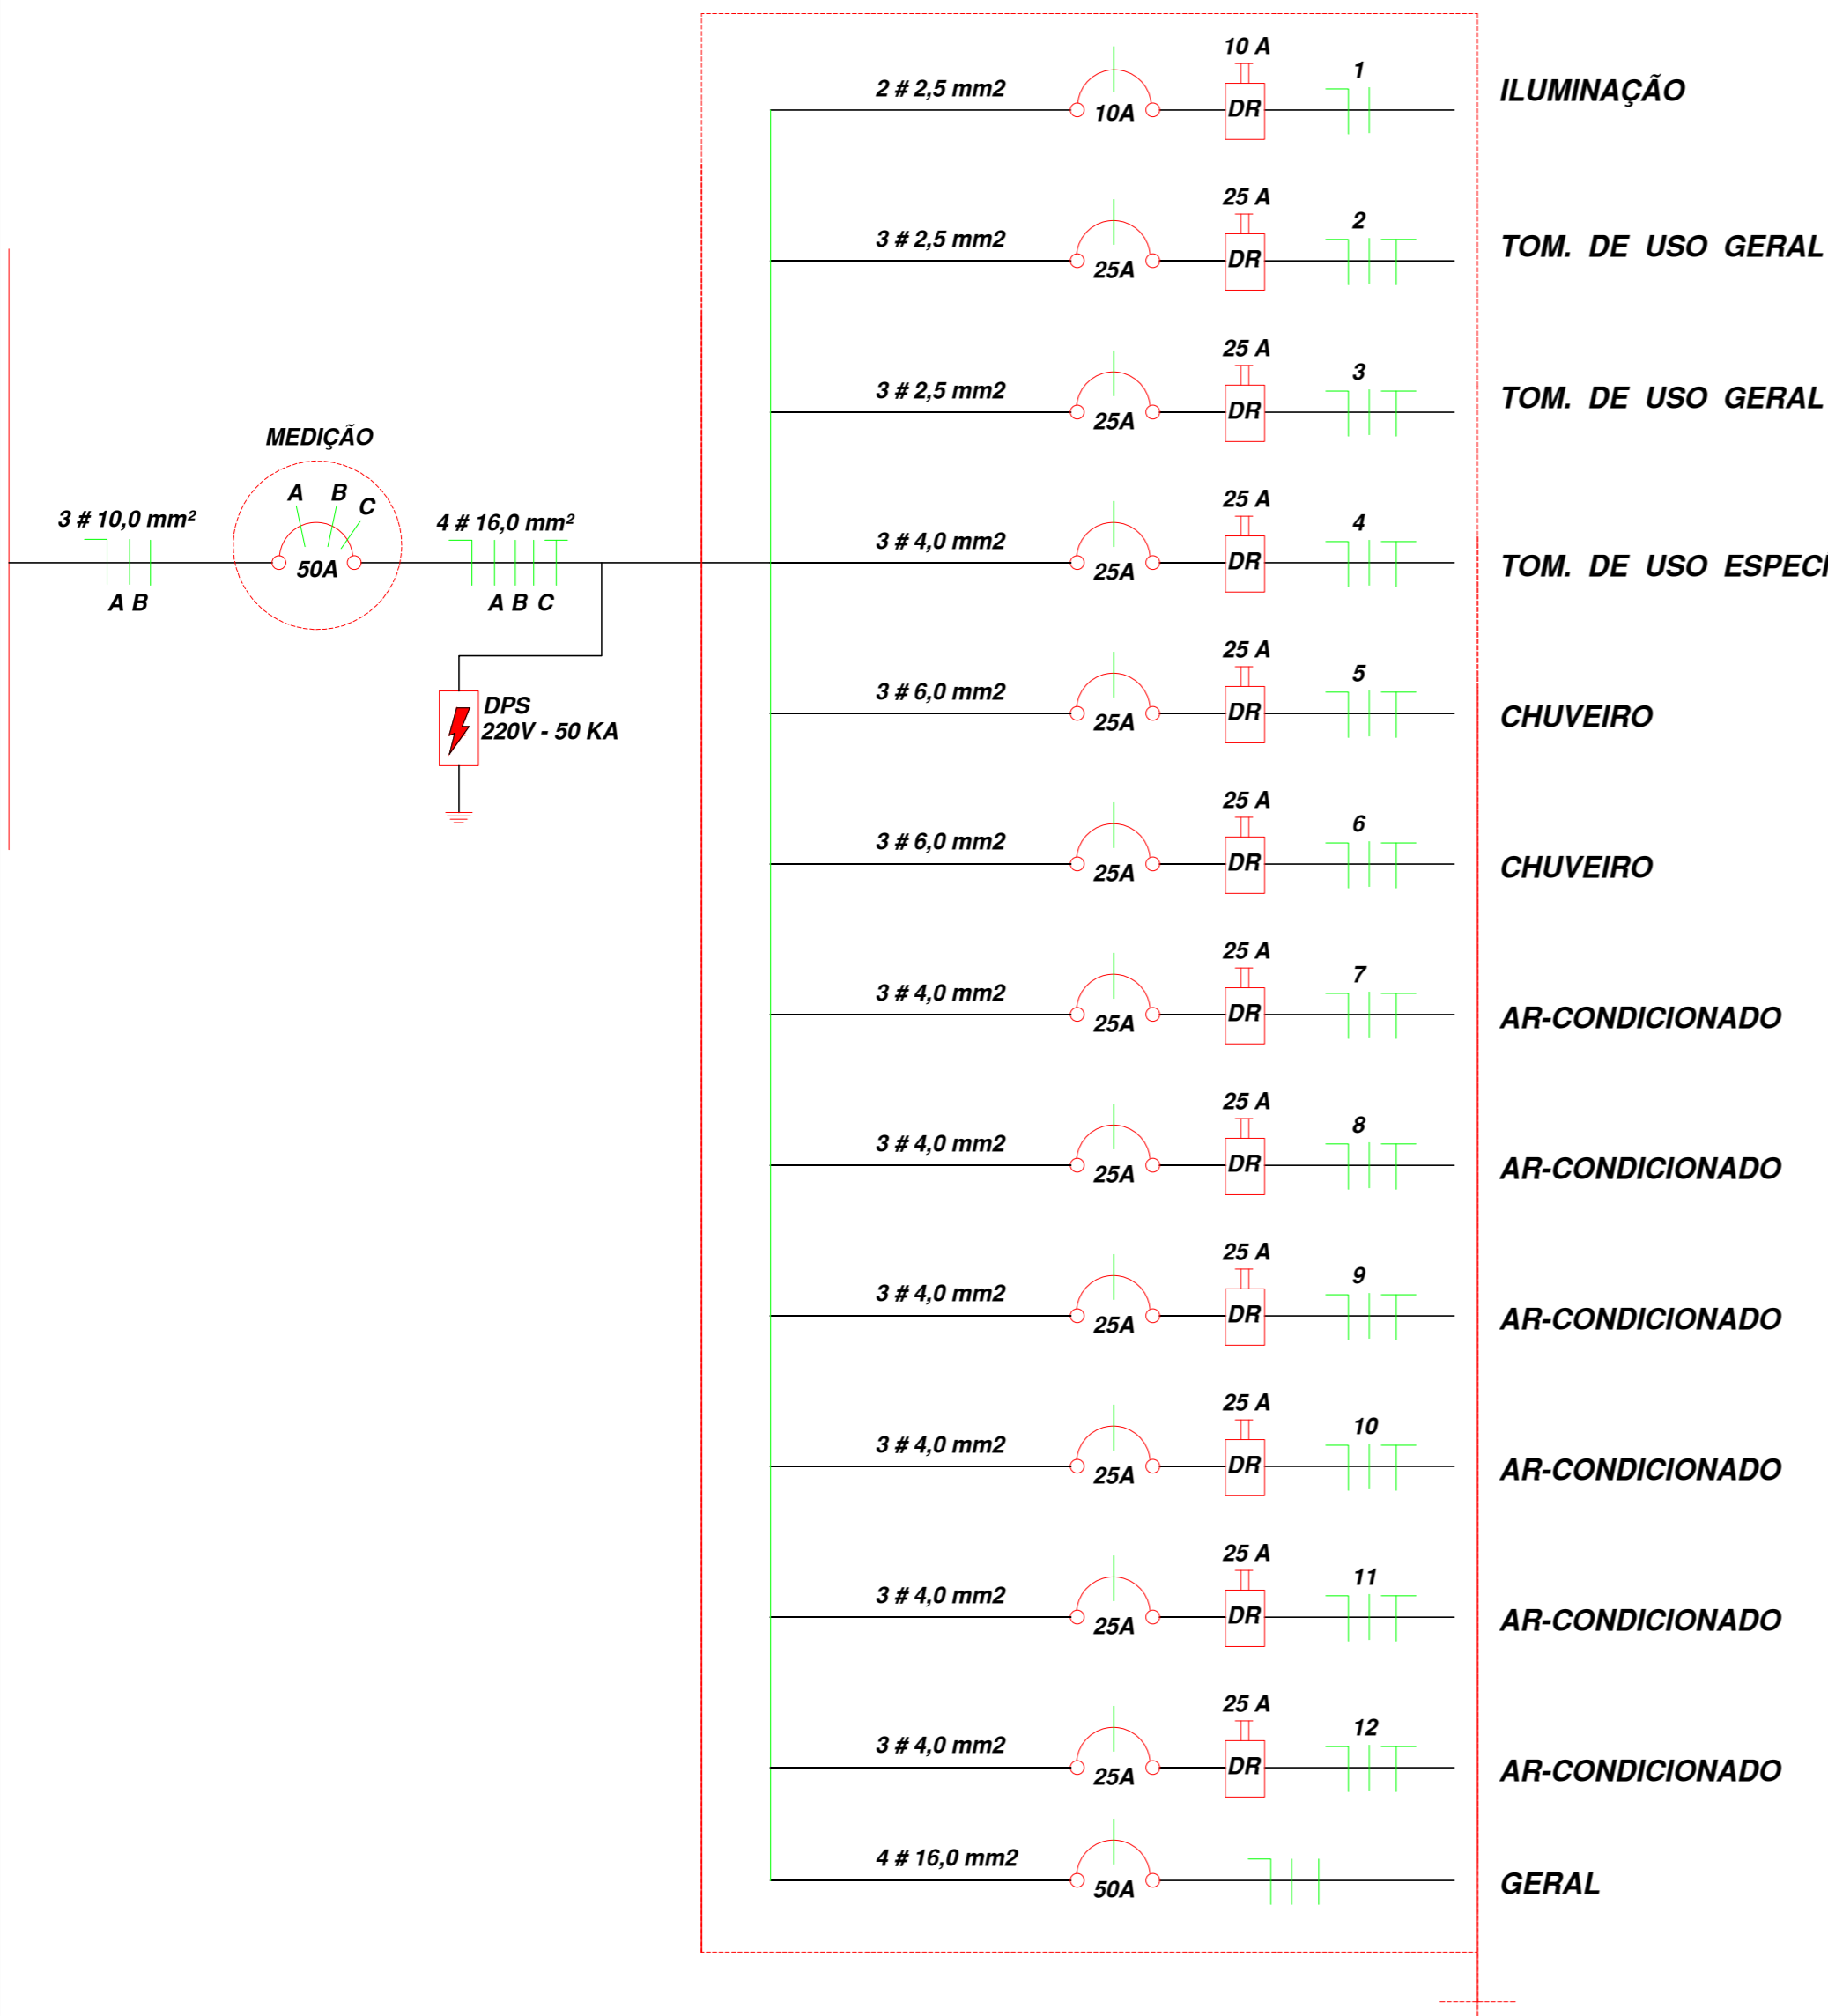 MEDIÇÃO
A B C
3 # 10,0 mm²
50A
4 # 16,0 mm²
A B
A B C
DPS
220V - 50 KA
10 A
2 # 2,5 mm2
10A
DR
1
ILUMINAÇÃO
25 A
3 # 2,5 mm2
25A
DR
2
TOM. DE USO GERAL
25 A
3 # 2,5 mm2
25A
DR
3
TOM. DE USO GERAL
25 A
3 # 4,0 mm2
25A
DR
4
TOM. DE USO ESPECI
25 A
3 # 6,0 mm2
25A
DR
5
CHUVEIRO
25 A
3 # 6,0 mm2
25A
DR
6
CHUVEIRO
25 A
3 # 4,0 mm2
25A
DR
7
AR-CONDICIONADO
25 A
3 # 4,0 mm2
25A
DR
8
AR-CONDICIONADO
25 A
3 # 4,0 mm2
25A
DR
9
AR-CONDICIONADO
25 A
3 # 4,0 mm2
25A
DR
10
AR-CONDICIONADO
25 A
3 # 4,0 mm2
25A
DR
11
AR-CONDICIONADO
25 A
3 # 4,0 mm2
25A
DR
12
AR-CONDICIONADO
4 # 16,0 mm2
50A
GERAL